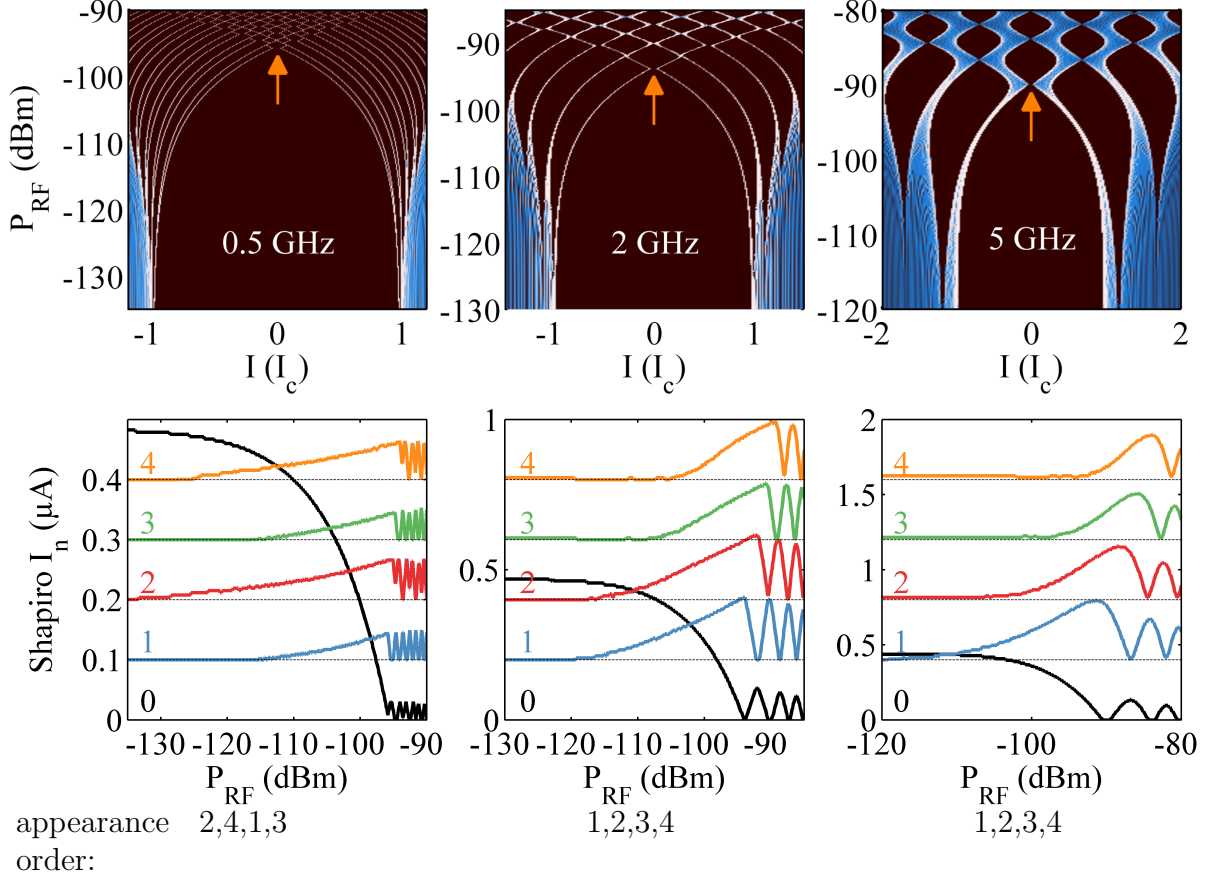 -90
-100
-110
-120
-130
P_RF (dBm)
0.5 GHz
-1 0 1
I (I_c)
-90
-100
-110
-120
-130
2 GHz
-1 0 1
I (I_c)
-80
-90
-100
-110
-120
5 GHz
-2 0 2
I (I_c)
Shapiro I_n (μA)
0.4
0.3
0.2
0.1
0
4
3
2
1
0
-130 -120 -110 -100 -90
P_RF (dBm)
1
0.5
0
4
3
2
1
0
-130 -120 -110 -100 -90
P_RF (dBm)
2
1.5
1
0.5
0
4
3
2
1
0
-120 -100 -80
P_RF (dBm)
appearance 2,4,1,3 1,2,3,4 1,2,3,4
order: